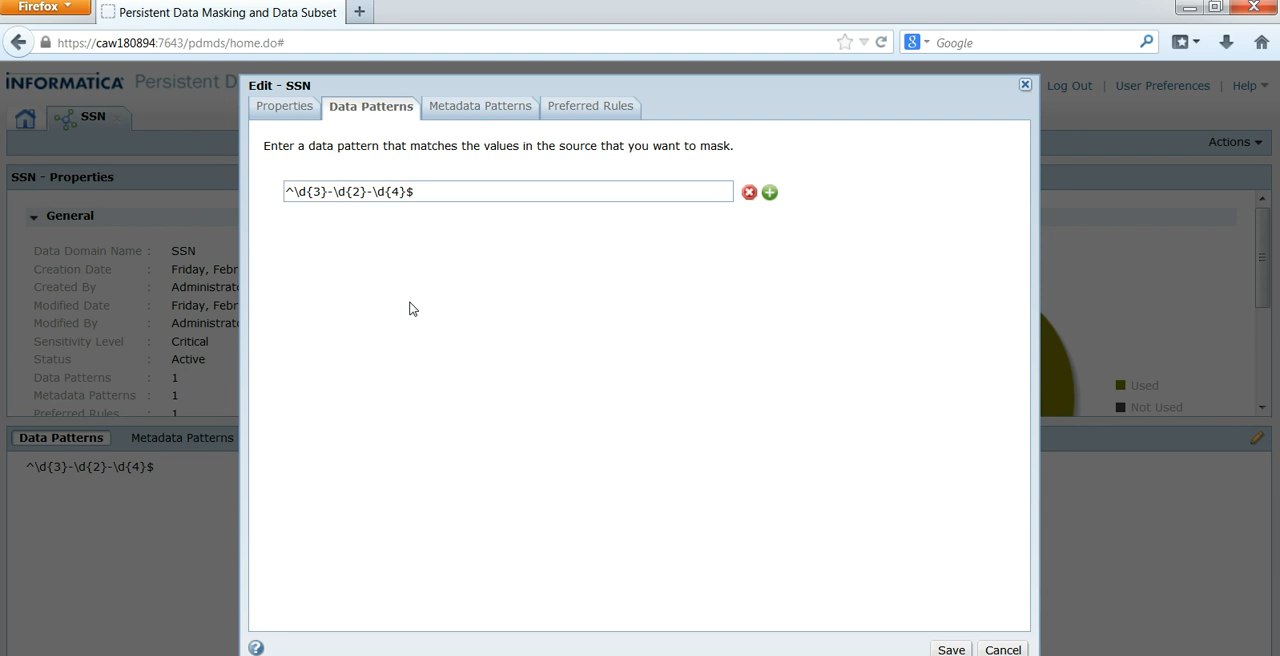 Firefox
Persistent Data Masking and Data Subset
https://caw180894:7643/pdmds/home.do#
Google
INFORMATICA Persistent D
Log Out | User Preferences | Help
SSN
Actions
SSN - Properties
General
Data Domain Name : SSN
Creation Date : Friday, Febr
Created By : Administrato
Modified Date : Friday, Febr
Modified By : Administrato
Sensitivity Level : Critical
Status : Active
Data Patterns : 1
Metadata Patterns : 1
Preferred Rules : 1
Used
Not Used
Data Patterns
Metadata Patterns
^\d{3}-\d{2}-\d{4}$
Edit - SSN
Properties
Data Patterns
Metadata Patterns
Preferred Rules
Enter a data pattern that matches the values in the source that you want to mask.
^\d{3}-\d{2}-\d{4}$
Save
Cancel